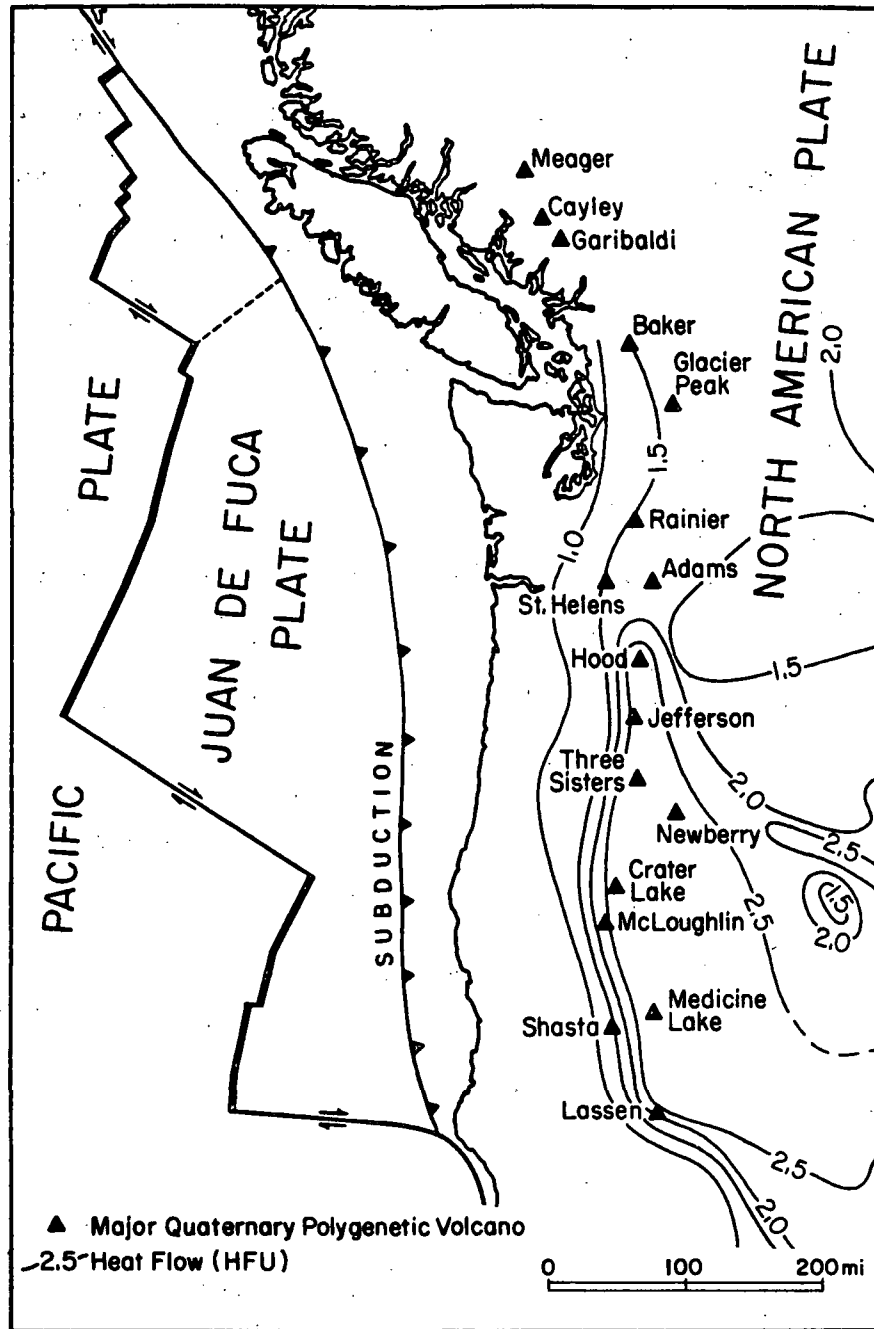 Meager
Cayley
Garibaldi
Baker
Glacier
Peak
NORTH AMERICAN PLATE
2.0
1.5
PLATE
JUAN DE FUCA
PLATE
1.0
Rainier
Adams
St. Helens
Hood
1.5
Jefferson
PACIFIC
SUBDUCTION
Three
Sisters
2.0
Newberry
2.5
Crater
Lake
1.5
McLoughlin
2.5
2.0
Medicine
Lake
Shasta
Lassen
2.5
2.0
Major Quaternary Polygenetic Volcano
2.5 Heat Flow (HFU)
0 100 200 mi